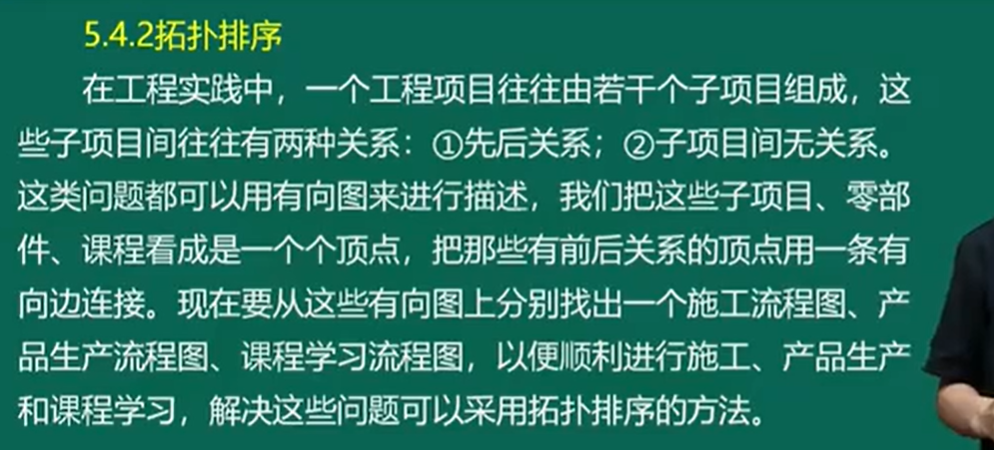 5.4.2拓扑排序
在工程实践中，一个工程项目往往由若干个子项目组成，这
些子项目间往往有两种关系：①先后关系；②子项目间无关系。
这类问题都可以用有向图来进行描述，我们把这些子项目、零部
件、课程看成是一个个顶点，把那些有前后关系的顶点用一条有
向边连接。现在要从这些有向图上分别找出一个施工流程图、产
品生产流程图、课程学习流程图，以便顺利进行施工、产品生产
和课程学习，解决这些问题可以采用拓扑排序的方法。